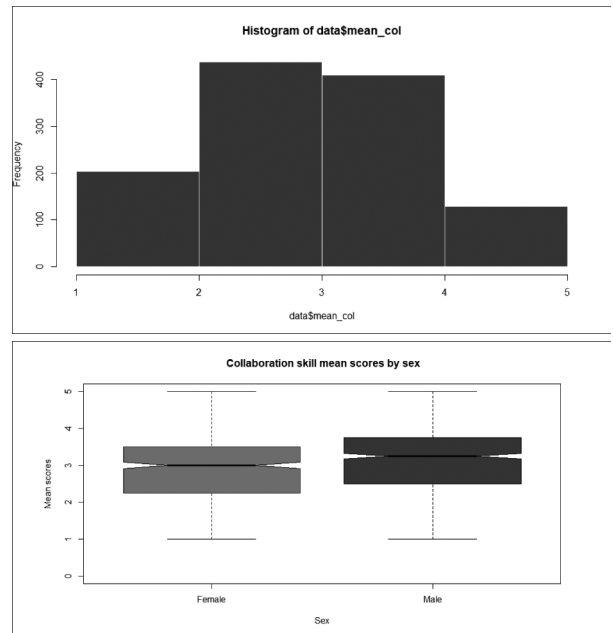 Histogram of data$mean_col
Frequency
400
300
200
100
0
1 2 3 4 5
data$mean_col
Collaboration skill mean scores by sex
Mean scores
5
4
3
2
1
0
Female Male
Sex